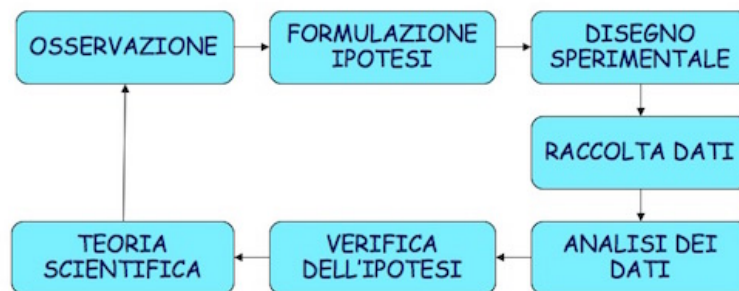 OSSERVAZIONE
FORMULAZIONE
IPOTESI
DISEGNO
SPERIMENTALE
RACCOLTA DATI
ANALISI DEI
DATI
VERIFICA
DELL'IPOTESI
TEORIA
SCIENTIFICA